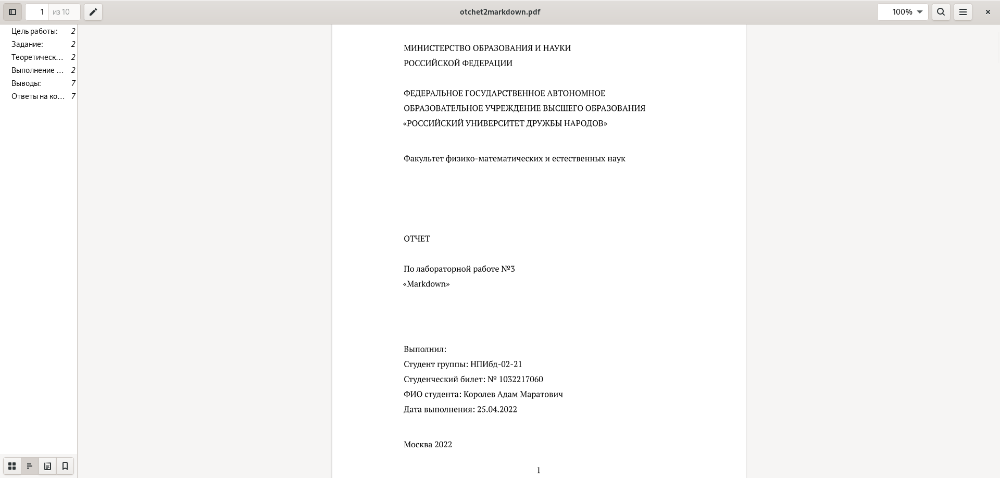 1 из 10
otchet2markdown.pdf
100%
Цель работы: 2
Задание: 2
Теоретическ… 2
Выполнение … 2
Выводы: 7
Ответы на ко… 7
МИНИСТЕРСТВО ОБРАЗОВАНИЯ И НАУКИ
РОССИЙСКОЙ ФЕДЕРАЦИИ
ФЕДЕРАЛЬНОЕ ГОСУДАРСТВЕННОЕ АВТОНОМНОЕ
ОБРАЗОВАТЕЛЬНОЕ УЧРЕЖДЕНИЕ ВЫСШЕГО ОБРАЗОВАНИЯ
«РОССИЙСКИЙ УНИВЕРСИТЕТ ДРУЖБЫ НАРОДОВ»
Факультет физико-математических и естественных наук
ОТЧЕТ
По лабораторной работе №3
«Markdown»
Выполнил:
Студент группы: НПИбд-02-21
Студенческий билет: № 1032217060
ФИО студента: Королев Адам Маратович
Дата выполнения: 25.04.2022
Москва 2022
1